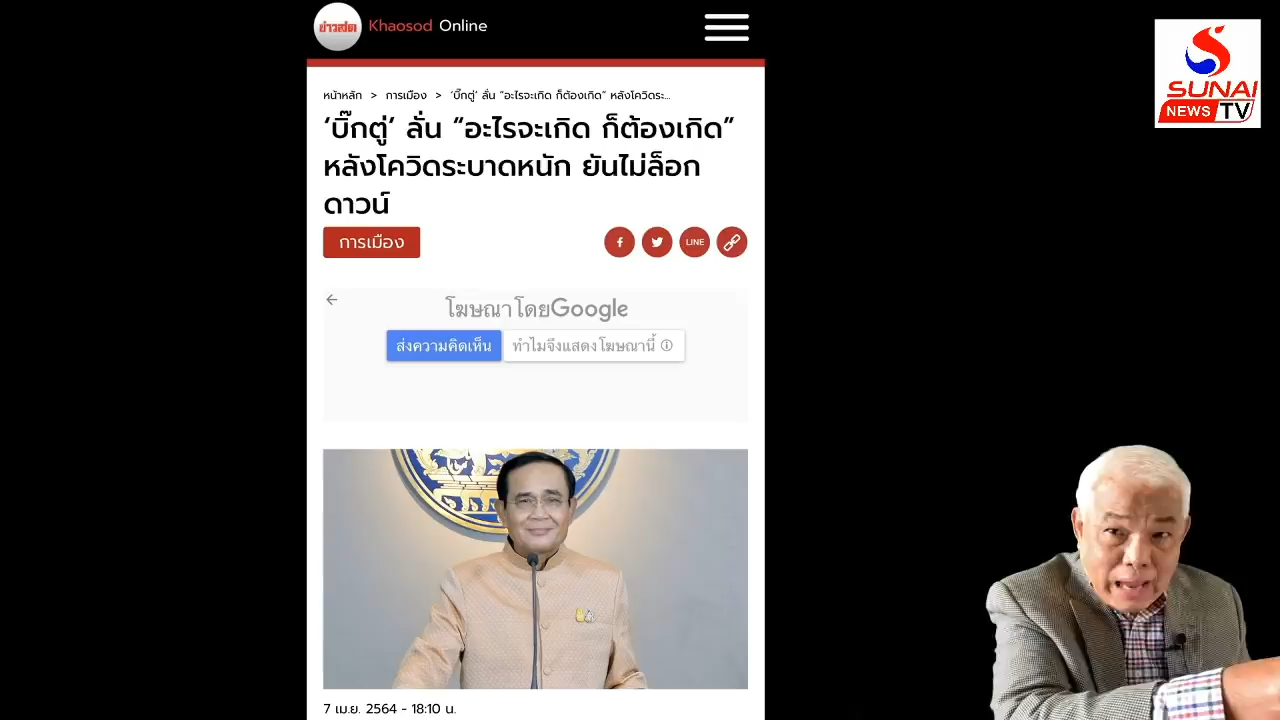 ข่าวสด Khaosod Online
SUNAI
NEWS TV
หน้าหลัก > การเมือง > ‘บิ๊กตู่’ ลั่น “อะไรจะเกิด ก็ต้องเกิด” หลังโควิดระ...
‘บิ๊กตู่’ ลั่น “อะไรจะเกิด ก็ต้องเกิด”
หลังโควิดระบาดหนัก ยันไม่ล็อก
ดาวน์
การเมือง
LINE
โฆษณาโดยGoogle
ส่งความคิดเห็น ทำไมจึงแสดงโฆษณานี้
7 เม.ย. 2564 - 18:10 น.